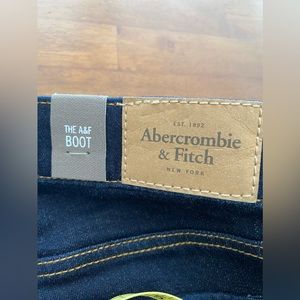 THE A&F
BOOT
EST. 1892
Abercrombie
& Fitch
NEW YORK